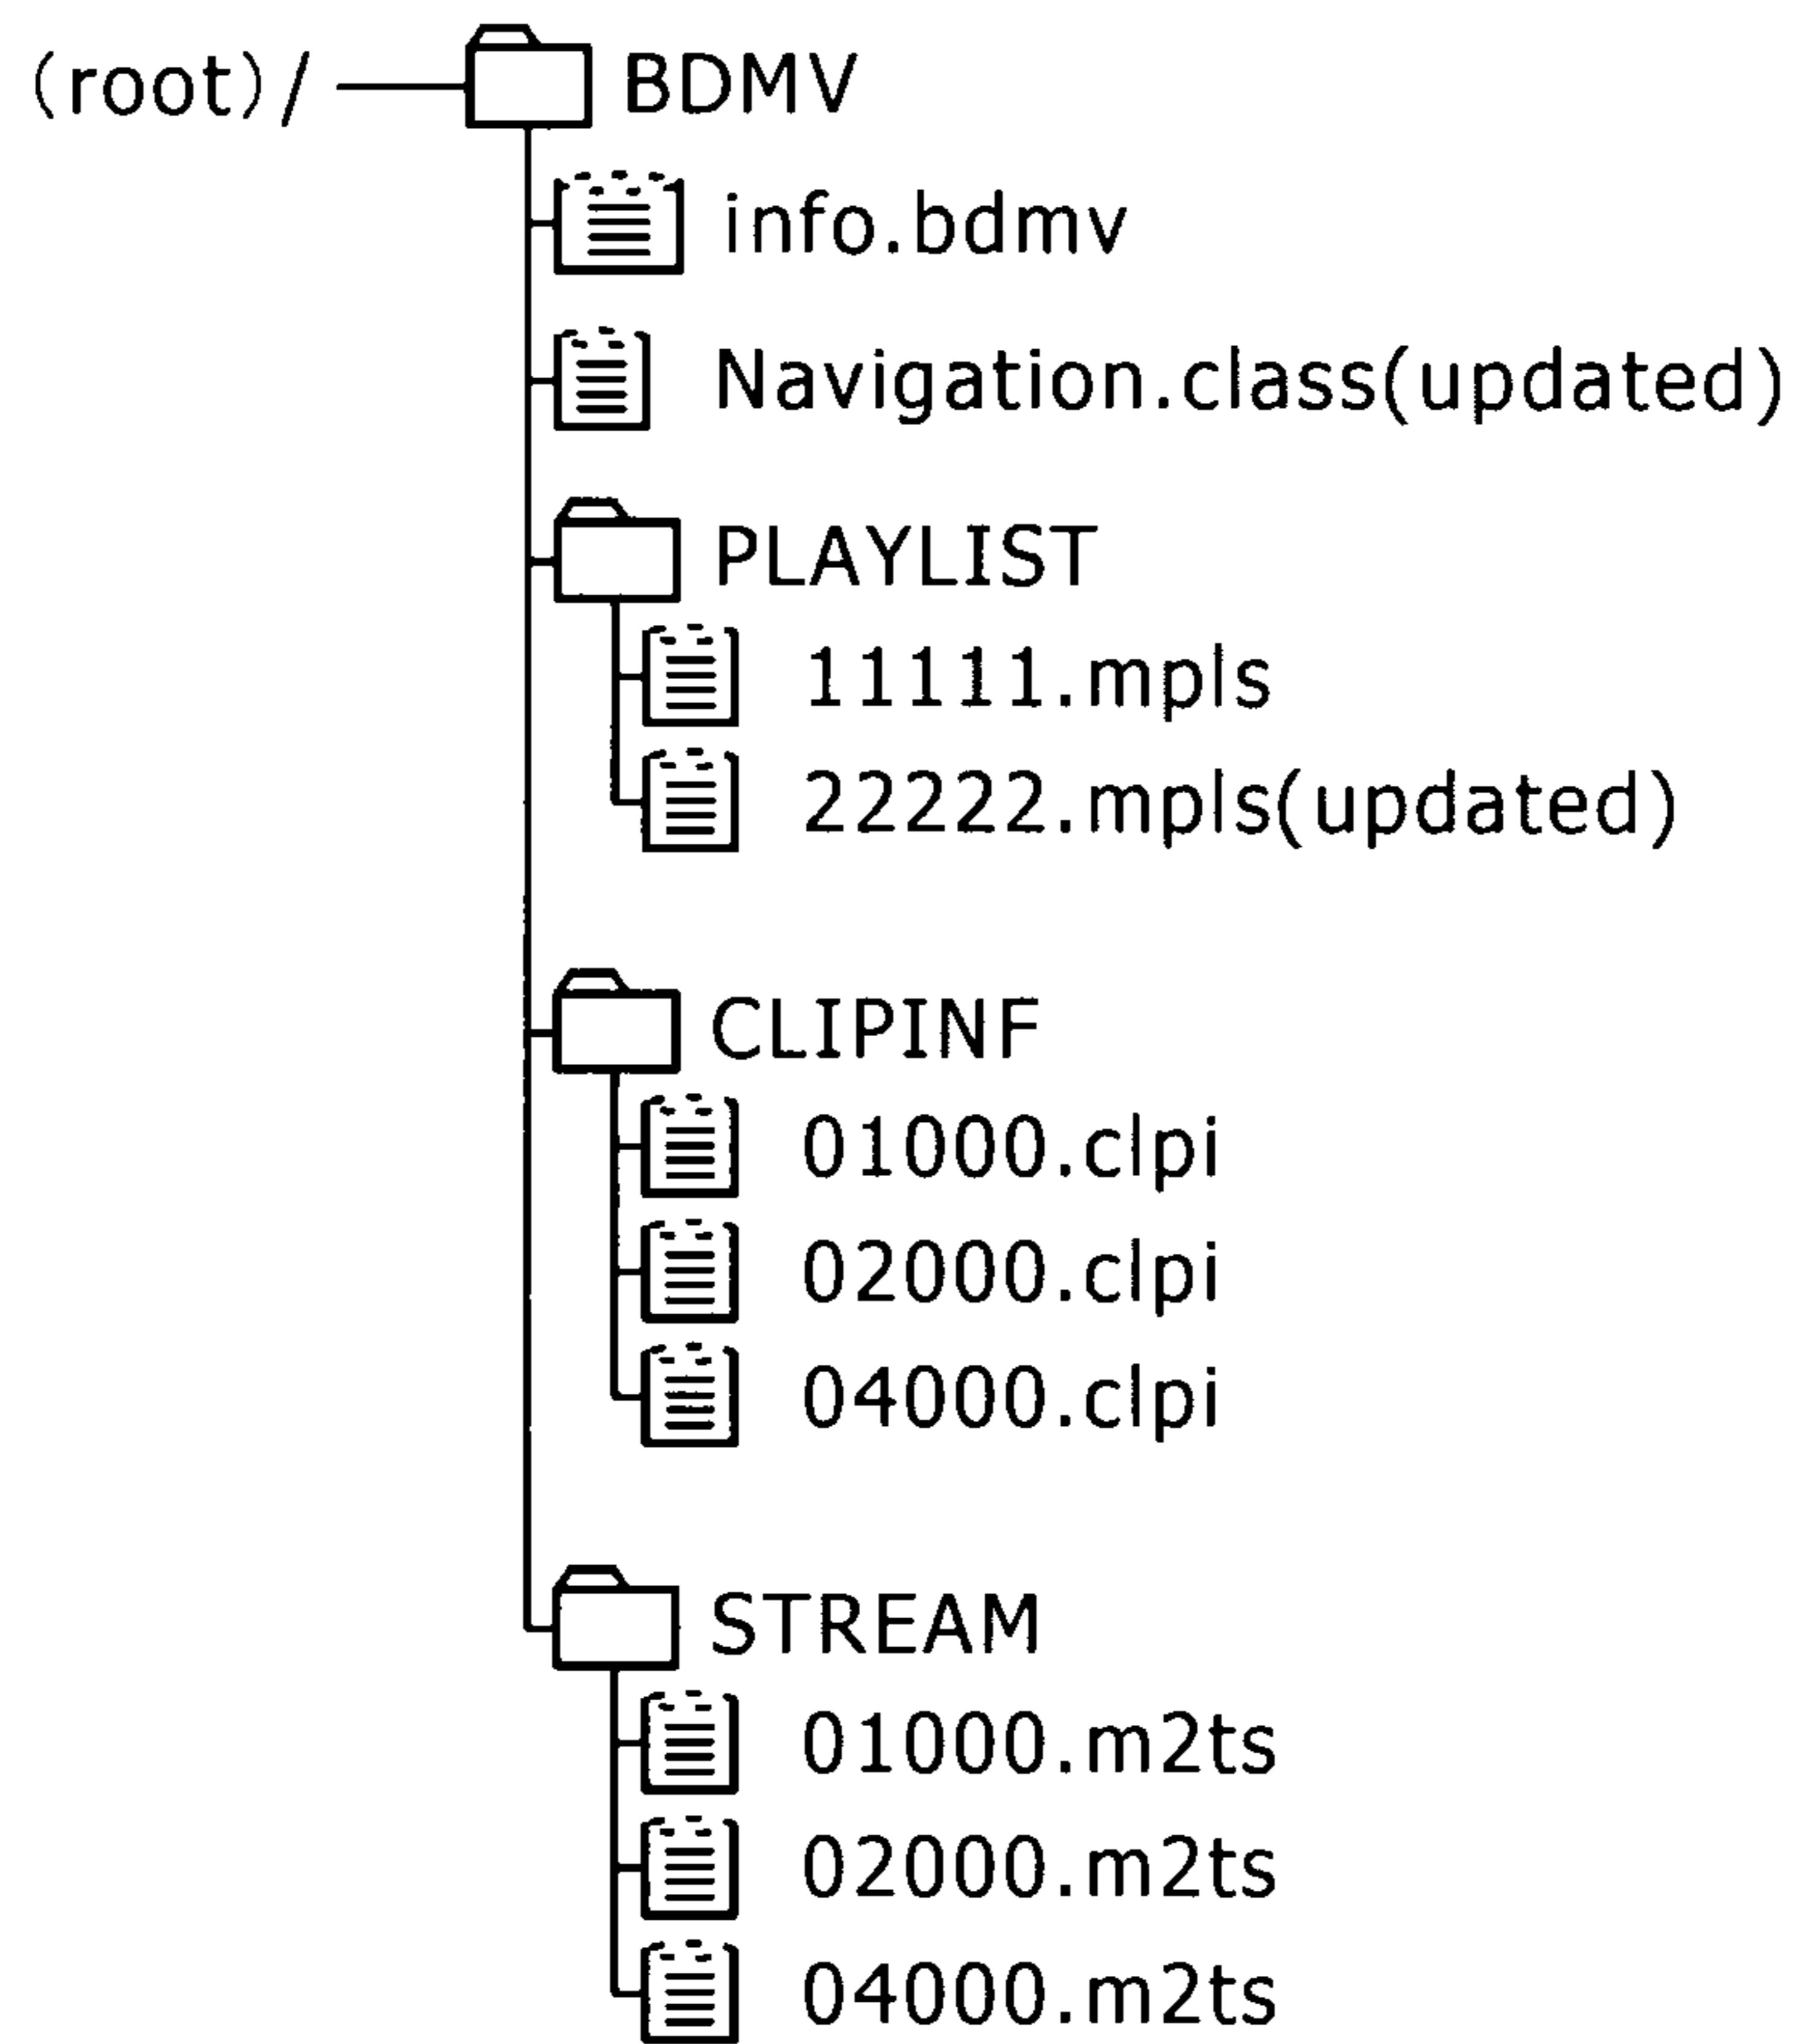 (root)/ BDMV
info.bdmv
Navigation.class(updated)
PLAYLIST
11111.mpls
22222.mpls(updated)
CLIPINF
01000.clpi
02000.clpi
04000.clpi
STREAM
01000.m2ts
02000.m2ts
04000.m2ts